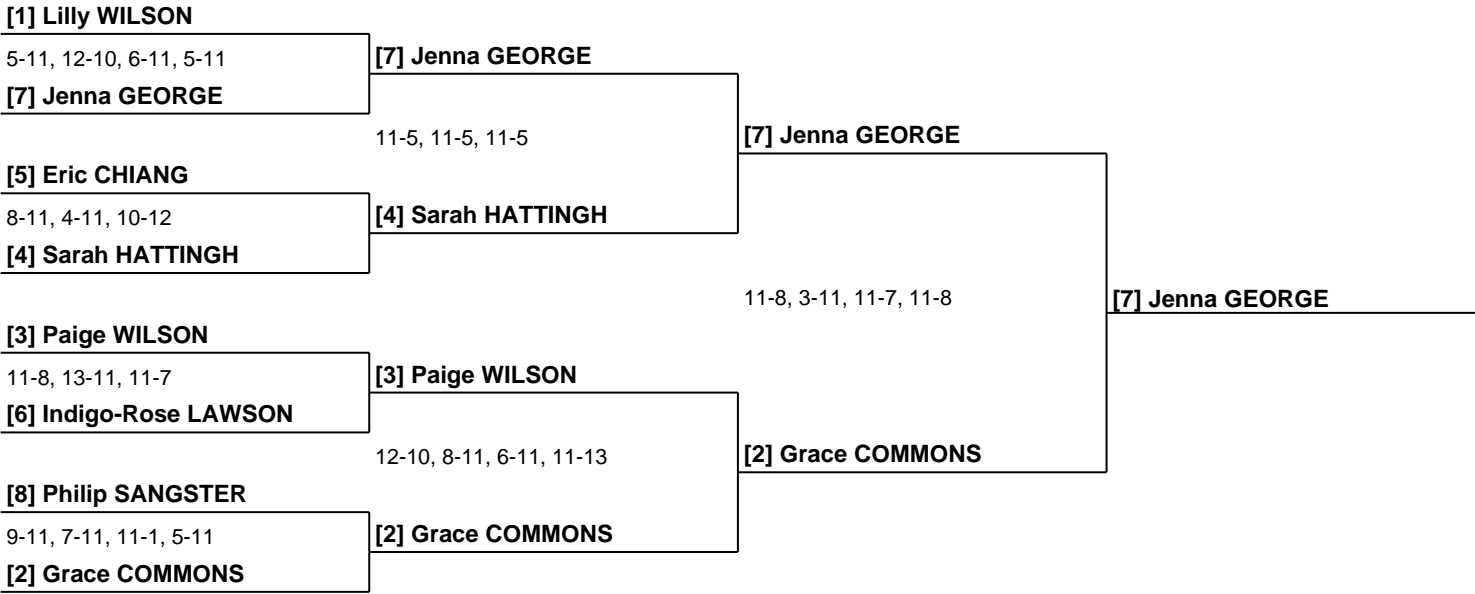 [1] Lilly WILSON
5-11, 12-10, 6-11, 5-11
[7] Jenna GEORGE
[7] Jenna GEORGE
11-5, 11-5, 11-5
[7] Jenna GEORGE
[5] Eric CHIANG
8-11, 4-11, 10-12
[4] Sarah HATTINGH
[4] Sarah HATTINGH
11-8, 3-11, 11-7, 11-8
[7] Jenna GEORGE
[3] Paige WILSON
11-8, 13-11, 11-7
[3] Paige WILSON
[6] Indigo-Rose LAWSON
12-10, 8-11, 6-11, 11-13
[2] Grace COMMONS
[8] Philip SANGSTER
9-11, 7-11, 11-1, 5-11
[2] Grace COMMONS
[2] Grace COMMONS